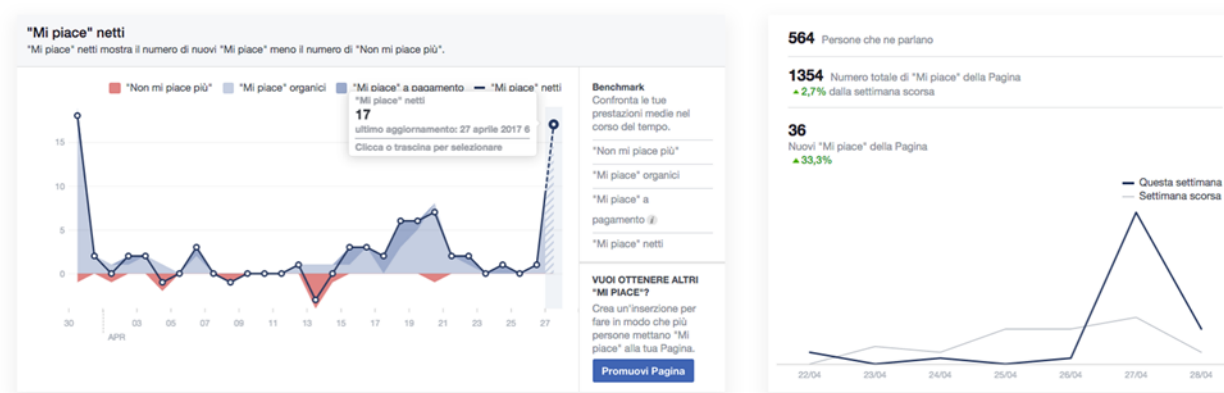 "Mi piace" netti
"Mi piace" netti mostra il numero di nuovi "Mi piace" meno il numero di "Non mi piace più".
"Non mi piace più" "Mi piace" organici "Mi piace" a pagamento "Mi piace" netti
"Mi piace" netti
17
ultimo aggiornamento: 27 aprile 2017 6
Clicca o trascina per selezionare
15
10
5
0
30 03 05 07 09 11 13 15 17 19 21 23 25 27
APR
Benchmark
Confronta le tue
prestazioni medie nel
corso del tempo.
"Non mi piace più"
"Mi piace" organici
"Mi piace" a
pagamento i
"Mi piace" netti
VUOI OTTENERE ALTRI
"MI PIACE"?
Crea un'inserzione per
fare in modo che più
persone mettano "Mi
piace" alla tua Pagina.
Promuovi Pagina
564 Persone che ne parlano
1354 Numero totale di "Mi piace" della Pagina
2,7% dalla settimana scorsa
36
Nuovi "Mi piace" della Pagina
33,3%
Questa settimana
Settimana scorsa
22/04 23/04 24/04 25/04 26/04 27/04 28/04